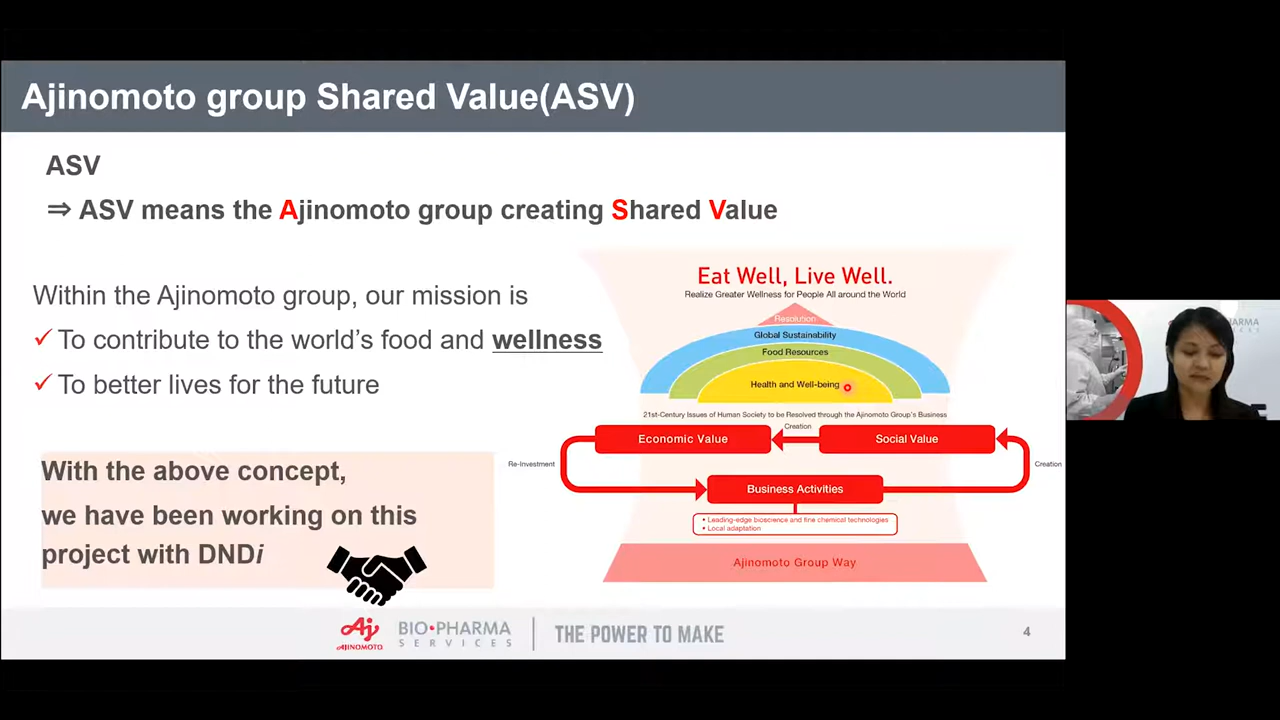 Ajinomoto group Shared Value(ASV)
ASV
⇒ ASV means the Ajinomoto group creating Shared Value
Within the Ajinomoto group, our mission is
✓ To contribute to the world's food and wellness
✓ To better lives for the future
With the above concept,
we have been working on this
project with DNDi
Eat Well, Live Well.
Realize Greater Wellness for People All around the World
Resolution
Global Sustainability
Food Resources
Health and Well-being
21st-Century Issues of Human Society to be Resolved through the Ajinomoto Group's Business
Creation
Economic Value
Social Value
Re-Investment
Creation
Business Activities
• Leading-edge bioscience and fine chemical technologies
• Local adaptation
Ajinomoto Group Way
Aj
AJINOMOTO
BIO•PHARMA
SERVICES
THE POWER TO MAKE
4